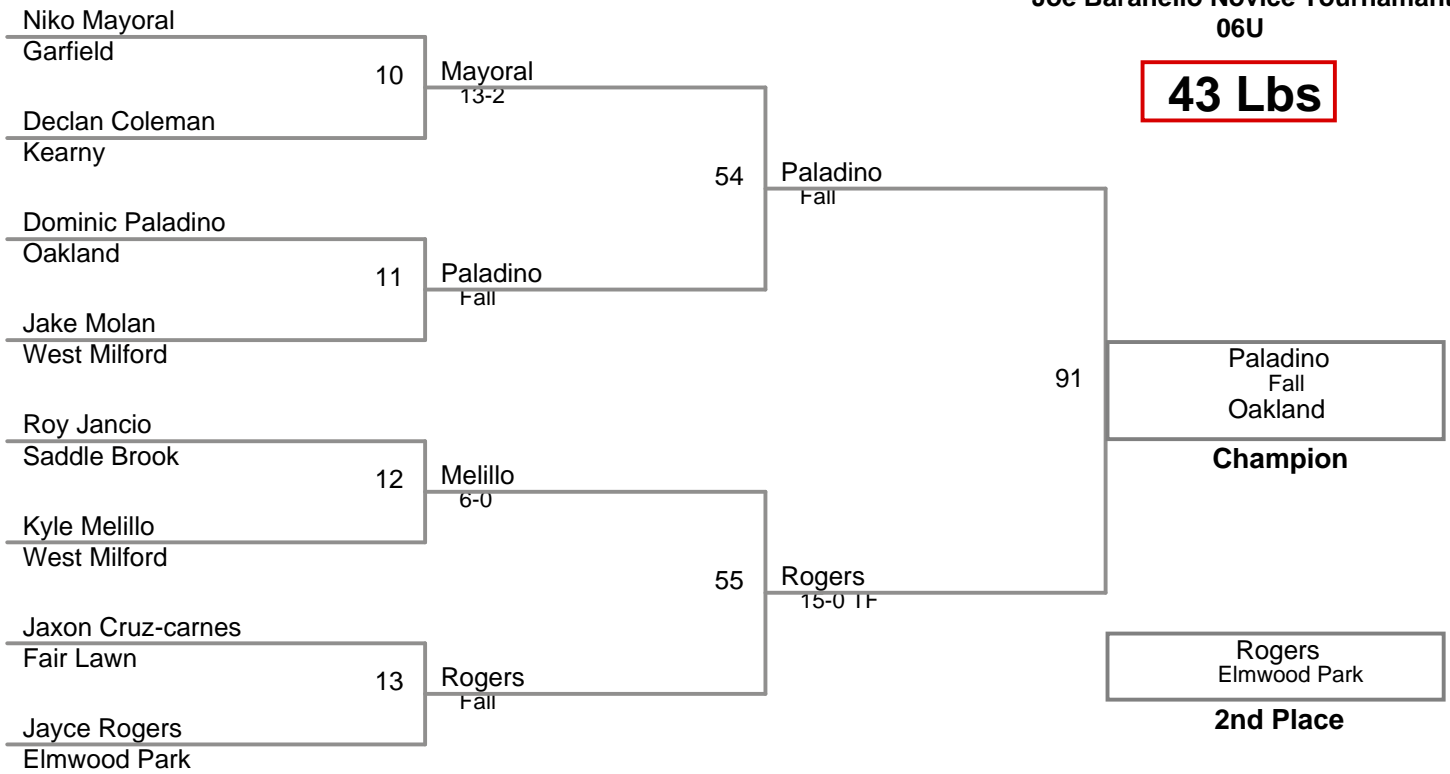 Joe Baranello Novice Tournamant
06U
43 Lbs
Niko Mayoral
Garfield
10
Mayoral
13-2
Declan Coleman
Kearny
54
Paladino
Fall
Dominic Paladino
Oakland
11
Paladino
Fall
Jake Molan
West Milford
91
Paladino
Fall
Oakland
Champion
Roy Jancio
Saddle Brook
12
Melillo
6-0
Kyle Melillo
West Milford
55
Rogers
15-0 TF
Jaxon Cruz-carnes
Fair Lawn
13
Rogers
Fall
Jayce Rogers
Elmwood Park
Rogers
Elmwood Park
2nd Place